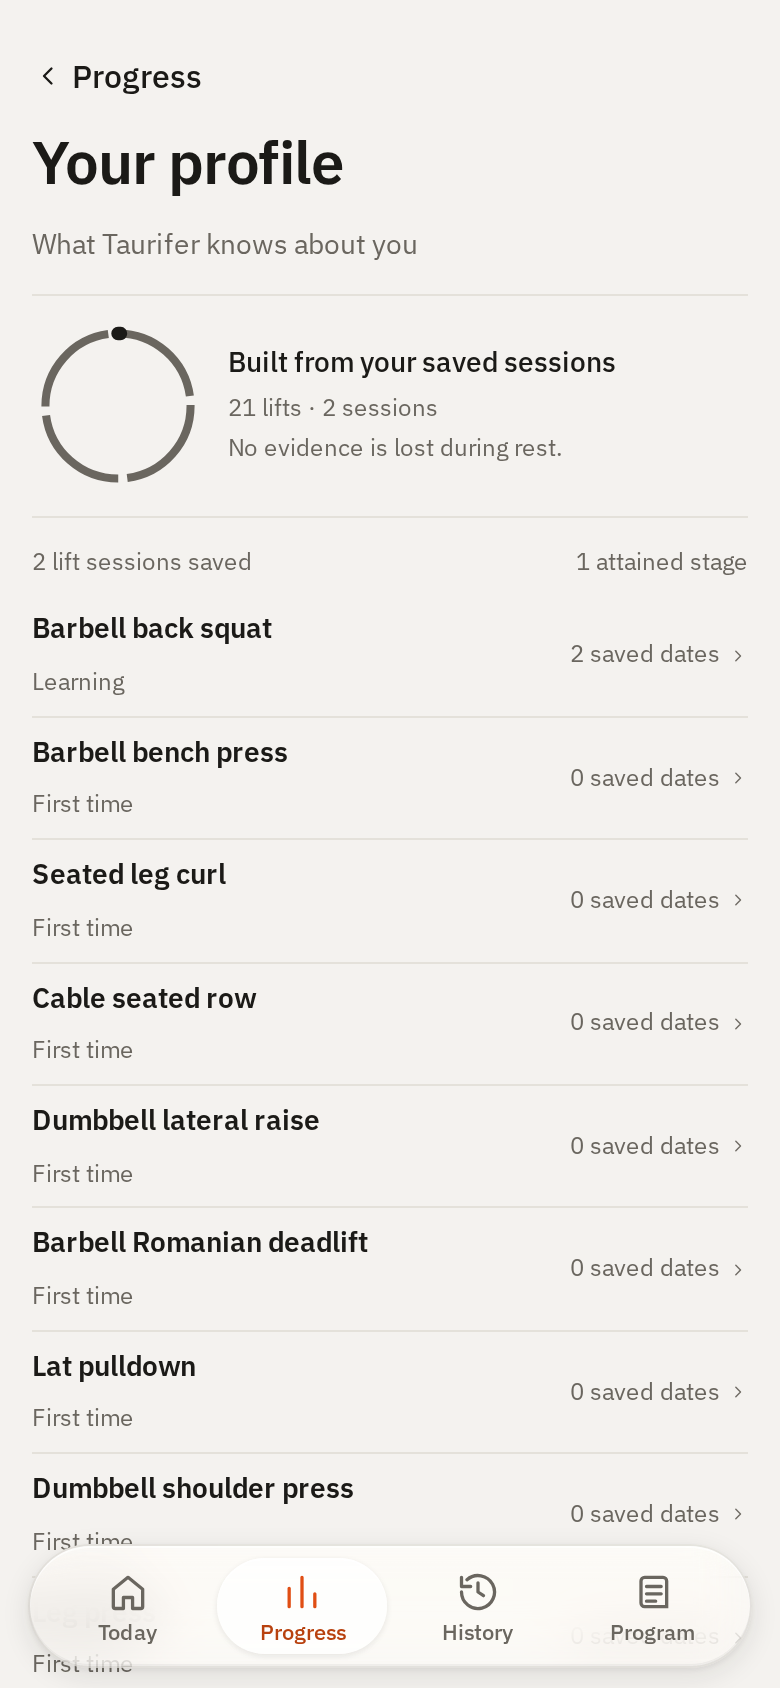 Progress
Your profile
What Taurifer knows about you
Built from your saved sessions
21 lifts · 2 sessions
No evidence is lost during rest.
2 lift sessions saved
1 attained stage
Barbell back squat
2 saved dates
Learning
Barbell bench press
0 saved dates
First time
Seated leg curl
0 saved dates
First time
Cable seated row
0 saved dates
First time
Dumbbell lateral raise
0 saved dates
First time
Barbell Romanian deadlift
0 saved dates
First time
Lat pulldown
0 saved dates
First time
Dumbbell shoulder press
0 saved dates
First time
Leg press
0 saved dates
First time
Today
Progress
History
Program